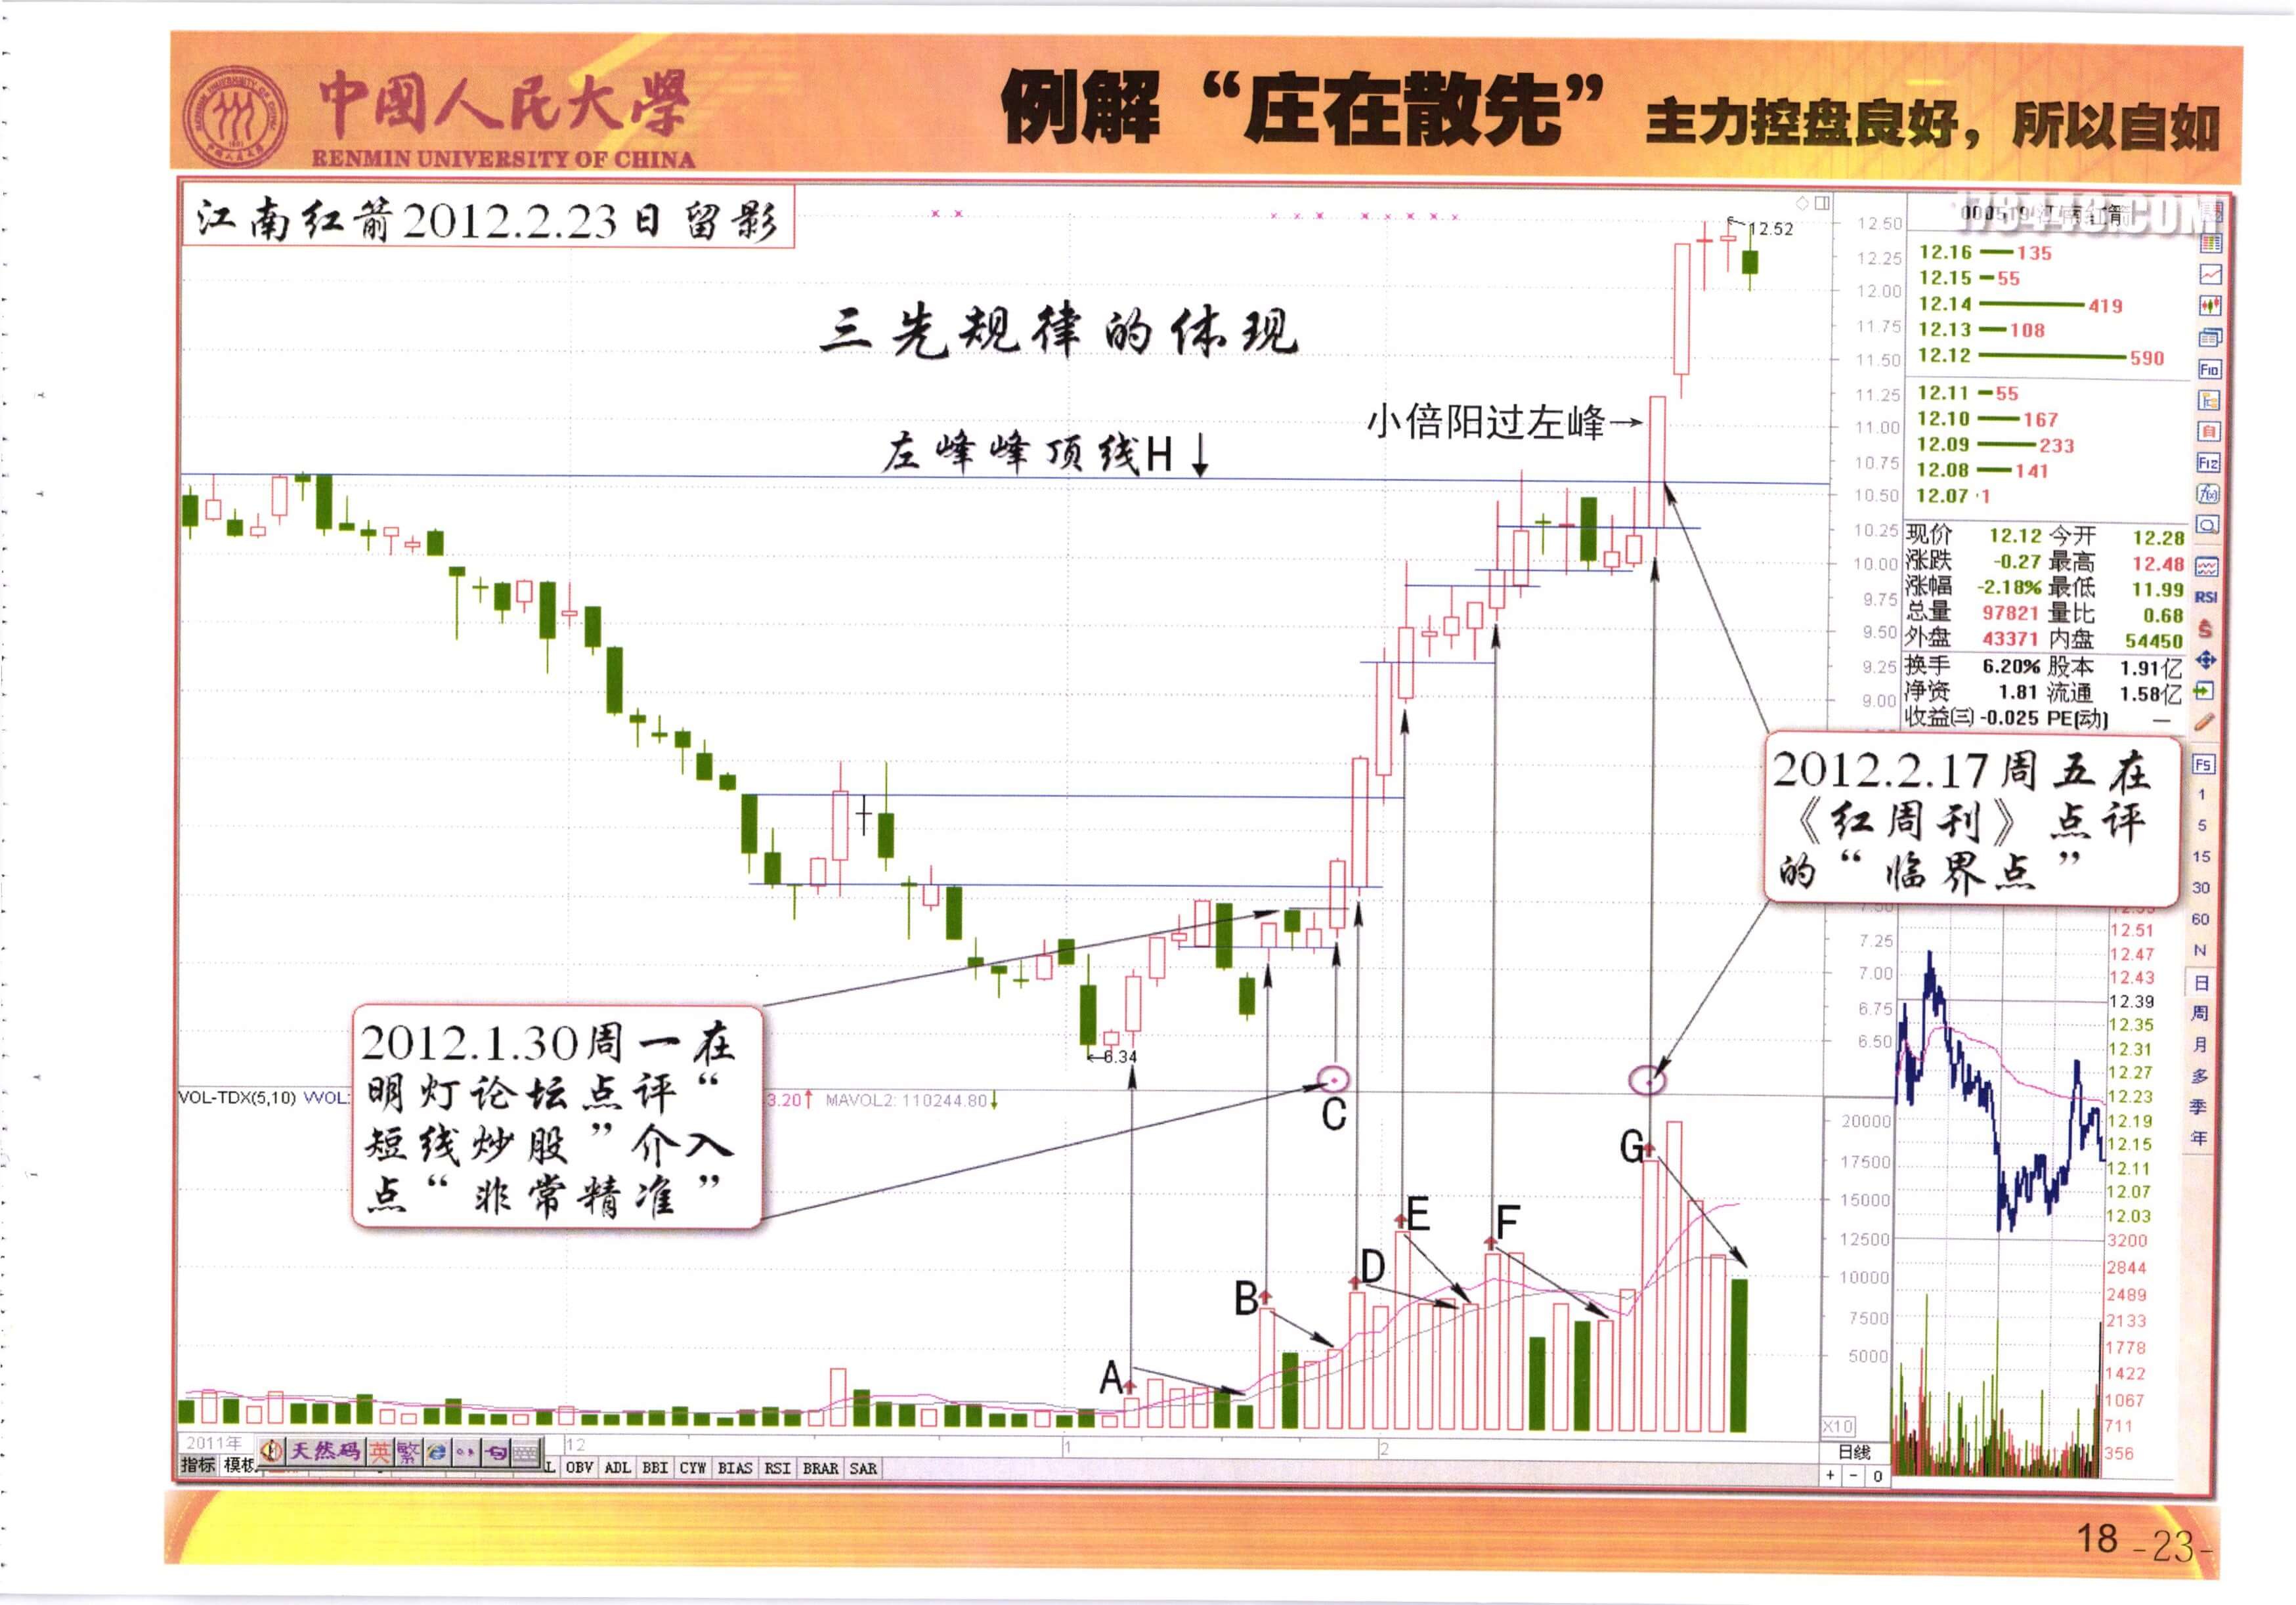 中國人民大學
RENMIN UNIVERSITY OF CHINA
例解“庄在散先”主力控盘良好，所以自如
江南红箭2012.2.23日留影
三先规律的体现
左峰峰顶线H↓
小倍阳过左峰→
12.52
6.34
12.50
12.25
12.00
11.75
11.50
11.25
11.00
10.75
10.50
10.25
10.00
9.75
9.50
9.25
9.00
7.25
7.00
6.75
6.50
12.16 135
12.15 55
12.14 419
12.13 108
12.12 590
12.11 55
12.10 167
12.09 233
12.08 141
12.07 1
现价 12.12 今开 12.28
涨跌 -0.27 最高 12.48
涨幅 -2.18% 最低 11.99
总量 97821 量比 0.68
外盘 43371 内盘 54450
换手 6.20% 股本 1.91亿
净资 1.81 流通 1.58亿
收益(三) -0.025 PE(动) —
2012.2.17周五在
《红周刊》点评
的“临界点”
2012.1.30周一在
明灯论坛点评“
短线炒股”介入
点“非常精准”
VOL-TDX(5,10) VVOL:
3.20↑ MAVOL2: 110244.80↓
A
B
C
D
E
F
G
20000
17500
15000
12500
10000
7500
5000
X10
12.51
12.47
12.43
12.39
12.35
12.31
12.27
12.23
12.19
12.15
12.11
12.07
12.03
3200
2844
2489
2133
1778
1422
1067
711
356
F10
F12
RSI
F5
1
5
15
30
60
N
日
周
月
多
季
年
2011年
12
1
2
日线
天然码 英 繁
指标 模板
OBV ADL BBI CYW BIAS RSI BRAR SAR
+ - 0
18 -23-